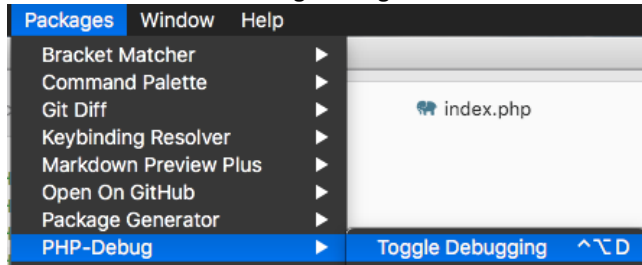 Packages Window Help
Bracket Matcher
Command Palette
index.php
Git Diff
Keybinding Resolver
Markdown Preview Plus
Open On GitHub
Package Generator
PHP-Debug
Toggle Debugging ^⌥D